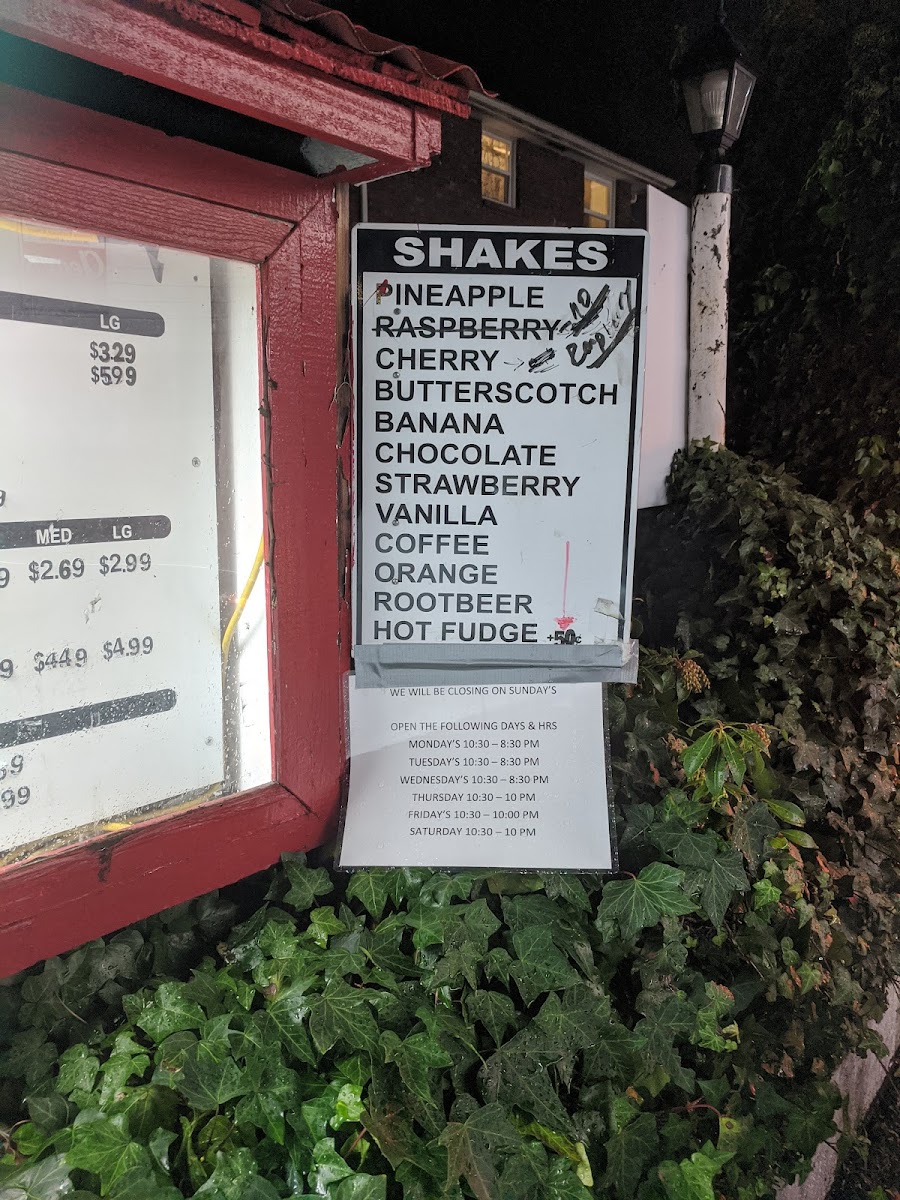 LG
$3.29
$5.99
MED LG
$2.69 $2.99
$4.49 $4.99
99
SHAKES
PINEAPPLE
RASPBERRY NO
CHERRY
BUTTERSCOTCH
BANANA
CHOCOLATE
STRAWBERRY
VANILLA
COFFEE
ORANGE
ROOTBEER
HOT FUDGE +50¢
WE WILL BE CLOSING ON SUNDAY'S
OPEN THE FOLLOWING DAYS & HRS
MONDAY'S 10:30 – 8:30 PM
TUESDAY'S 10:30 – 8:30 PM
WEDNESDAY'S 10:30 – 8:30 PM
THURSDAY 10:30 – 10 PM
FRIDAY'S 10:30 – 10:00 PM
SATURDAY 10:30 – 10 PM